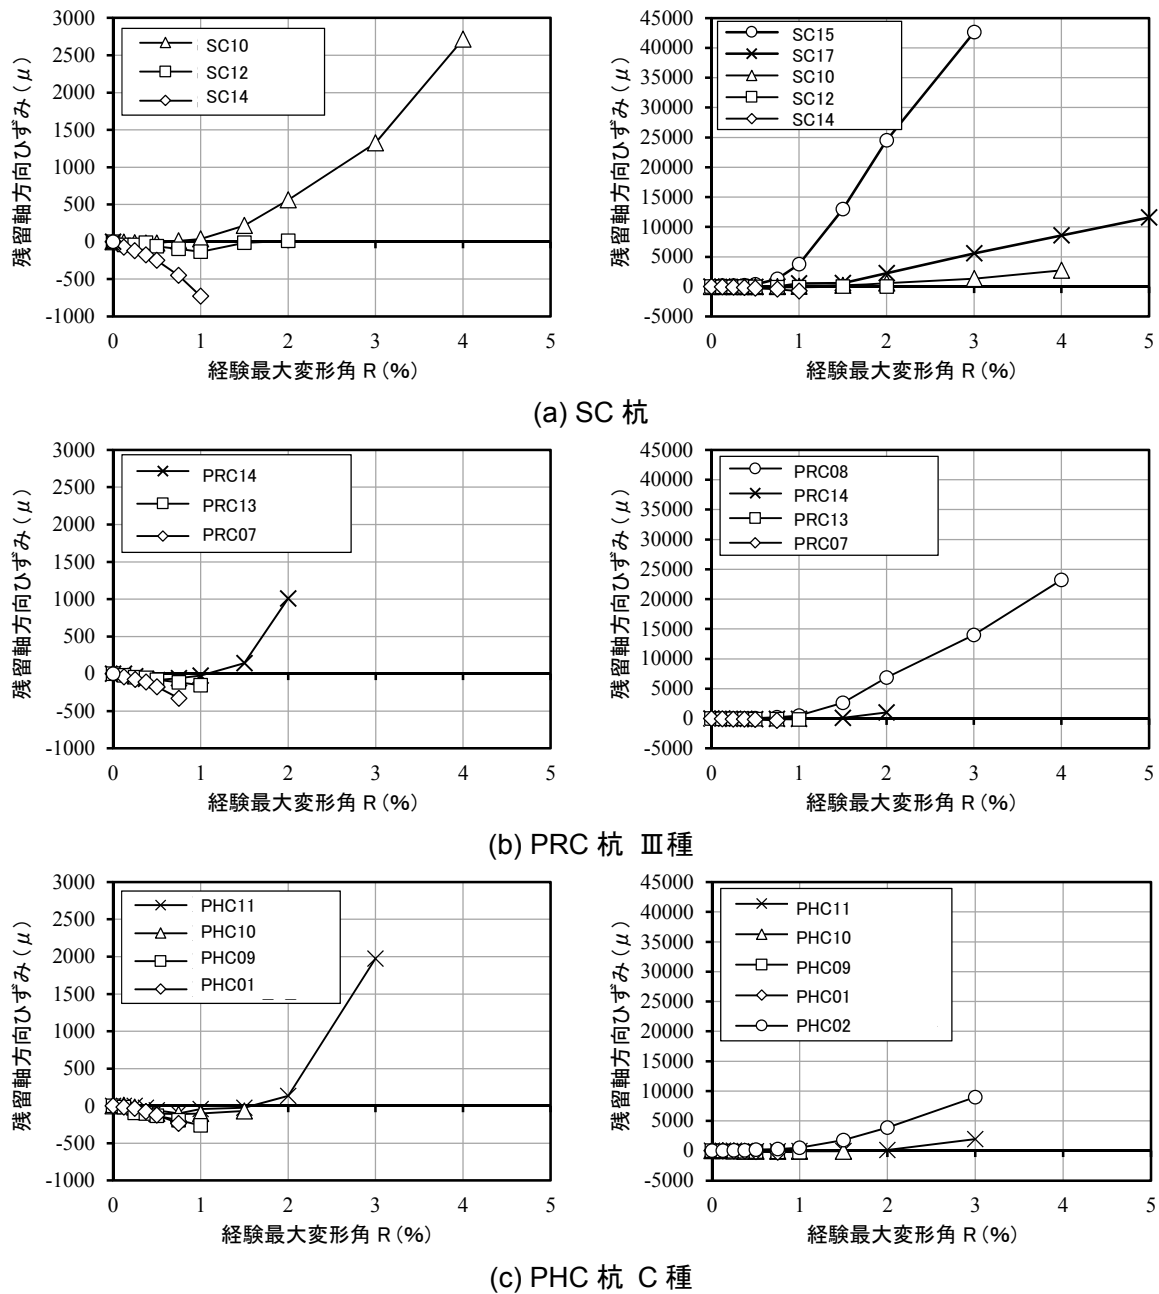 残留軸方向ひずみ(μ)
3000
2500
2000
1500
1000
500
0
-500
-1000
SC10
SC12
SC14
0 1 2 3 4 5
経験最大変形角 R (%)
残留軸方向ひずみ(μ)
45000
40000
35000
30000
25000
20000
15000
10000
5000
0
-5000
SC15
SC17
SC10
SC12
SC14
0 1 2 3 4 5
経験最大変形角 R (%)
(a) SC 杭
残留軸方向ひずみ(μ)
3000
2500
2000
1500
1000
500
0
-500
-1000
PRC14
PRC13
PRC07
0 1 2 3 4 5
経験最大変形角 R (%)
残留軸方向ひずみ(μ)
45000
40000
35000
30000
25000
20000
15000
10000
5000
0
-5000
PRC08
PRC14
PRC13
PRC07
0 1 2 3 4 5
経験最大変形角 R (%)
(b) PRC 杭 Ⅲ種
残留軸方向ひずみ(μ)
3000
2500
2000
1500
1000
500
0
-500
-1000
PHC11
PHC10
PHC09
PHC01
0 1 2 3 4 5
経験最大変形角 R (%)
残留軸方向ひずみ(μ)
45000
40000
35000
30000
25000
20000
15000
10000
5000
0
-5000
PHC11
PHC10
PHC09
PHC01
PHC02
0 1 2 3 4 5
経験最大変形角 R (%)
(c) PHC 杭 C 種